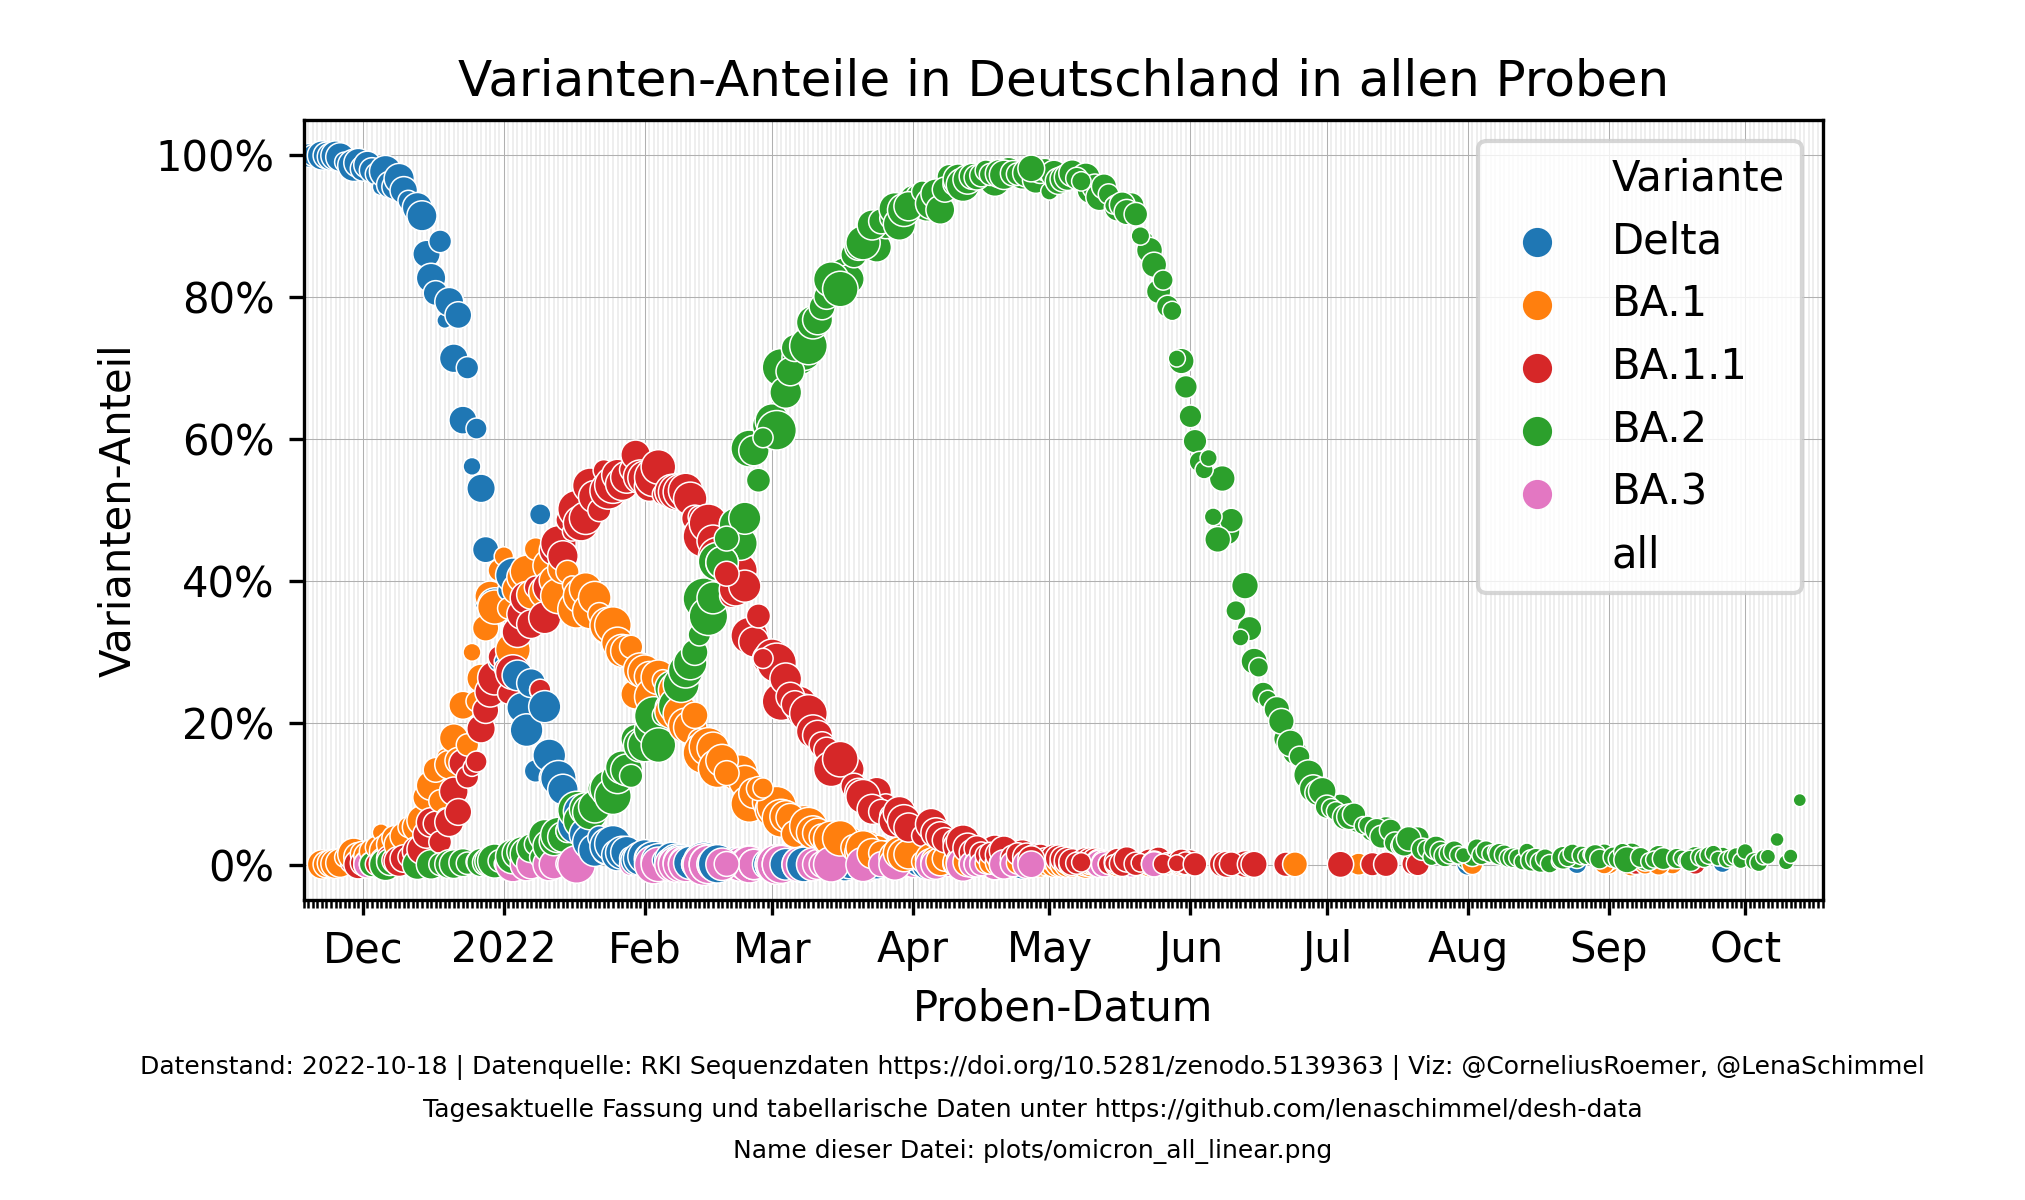 Varianten-Anteile in Deutschland in allen Proben
100%
80%
60%
40%
20%
0%
Varianten-Anteil
Variante
Delta
BA.1
BA.1.1
BA.2
BA.3
all
Dec 2022 Feb Mar Apr May Jun Jul Aug Sep Oct
Proben-Datum
Datenstand: 2022-10-18 | Datenquelle: RKI Sequenzdaten https://doi.org/10.5281/zenodo.5139363 | Viz: @CorneliusRoemer, @LenaSchimmel
Tagesaktuelle Fassung und tabellarische Daten unter https://github.com/lenaschimmel/desh-data
Name dieser Datei: plots/omicron_all_linear.png